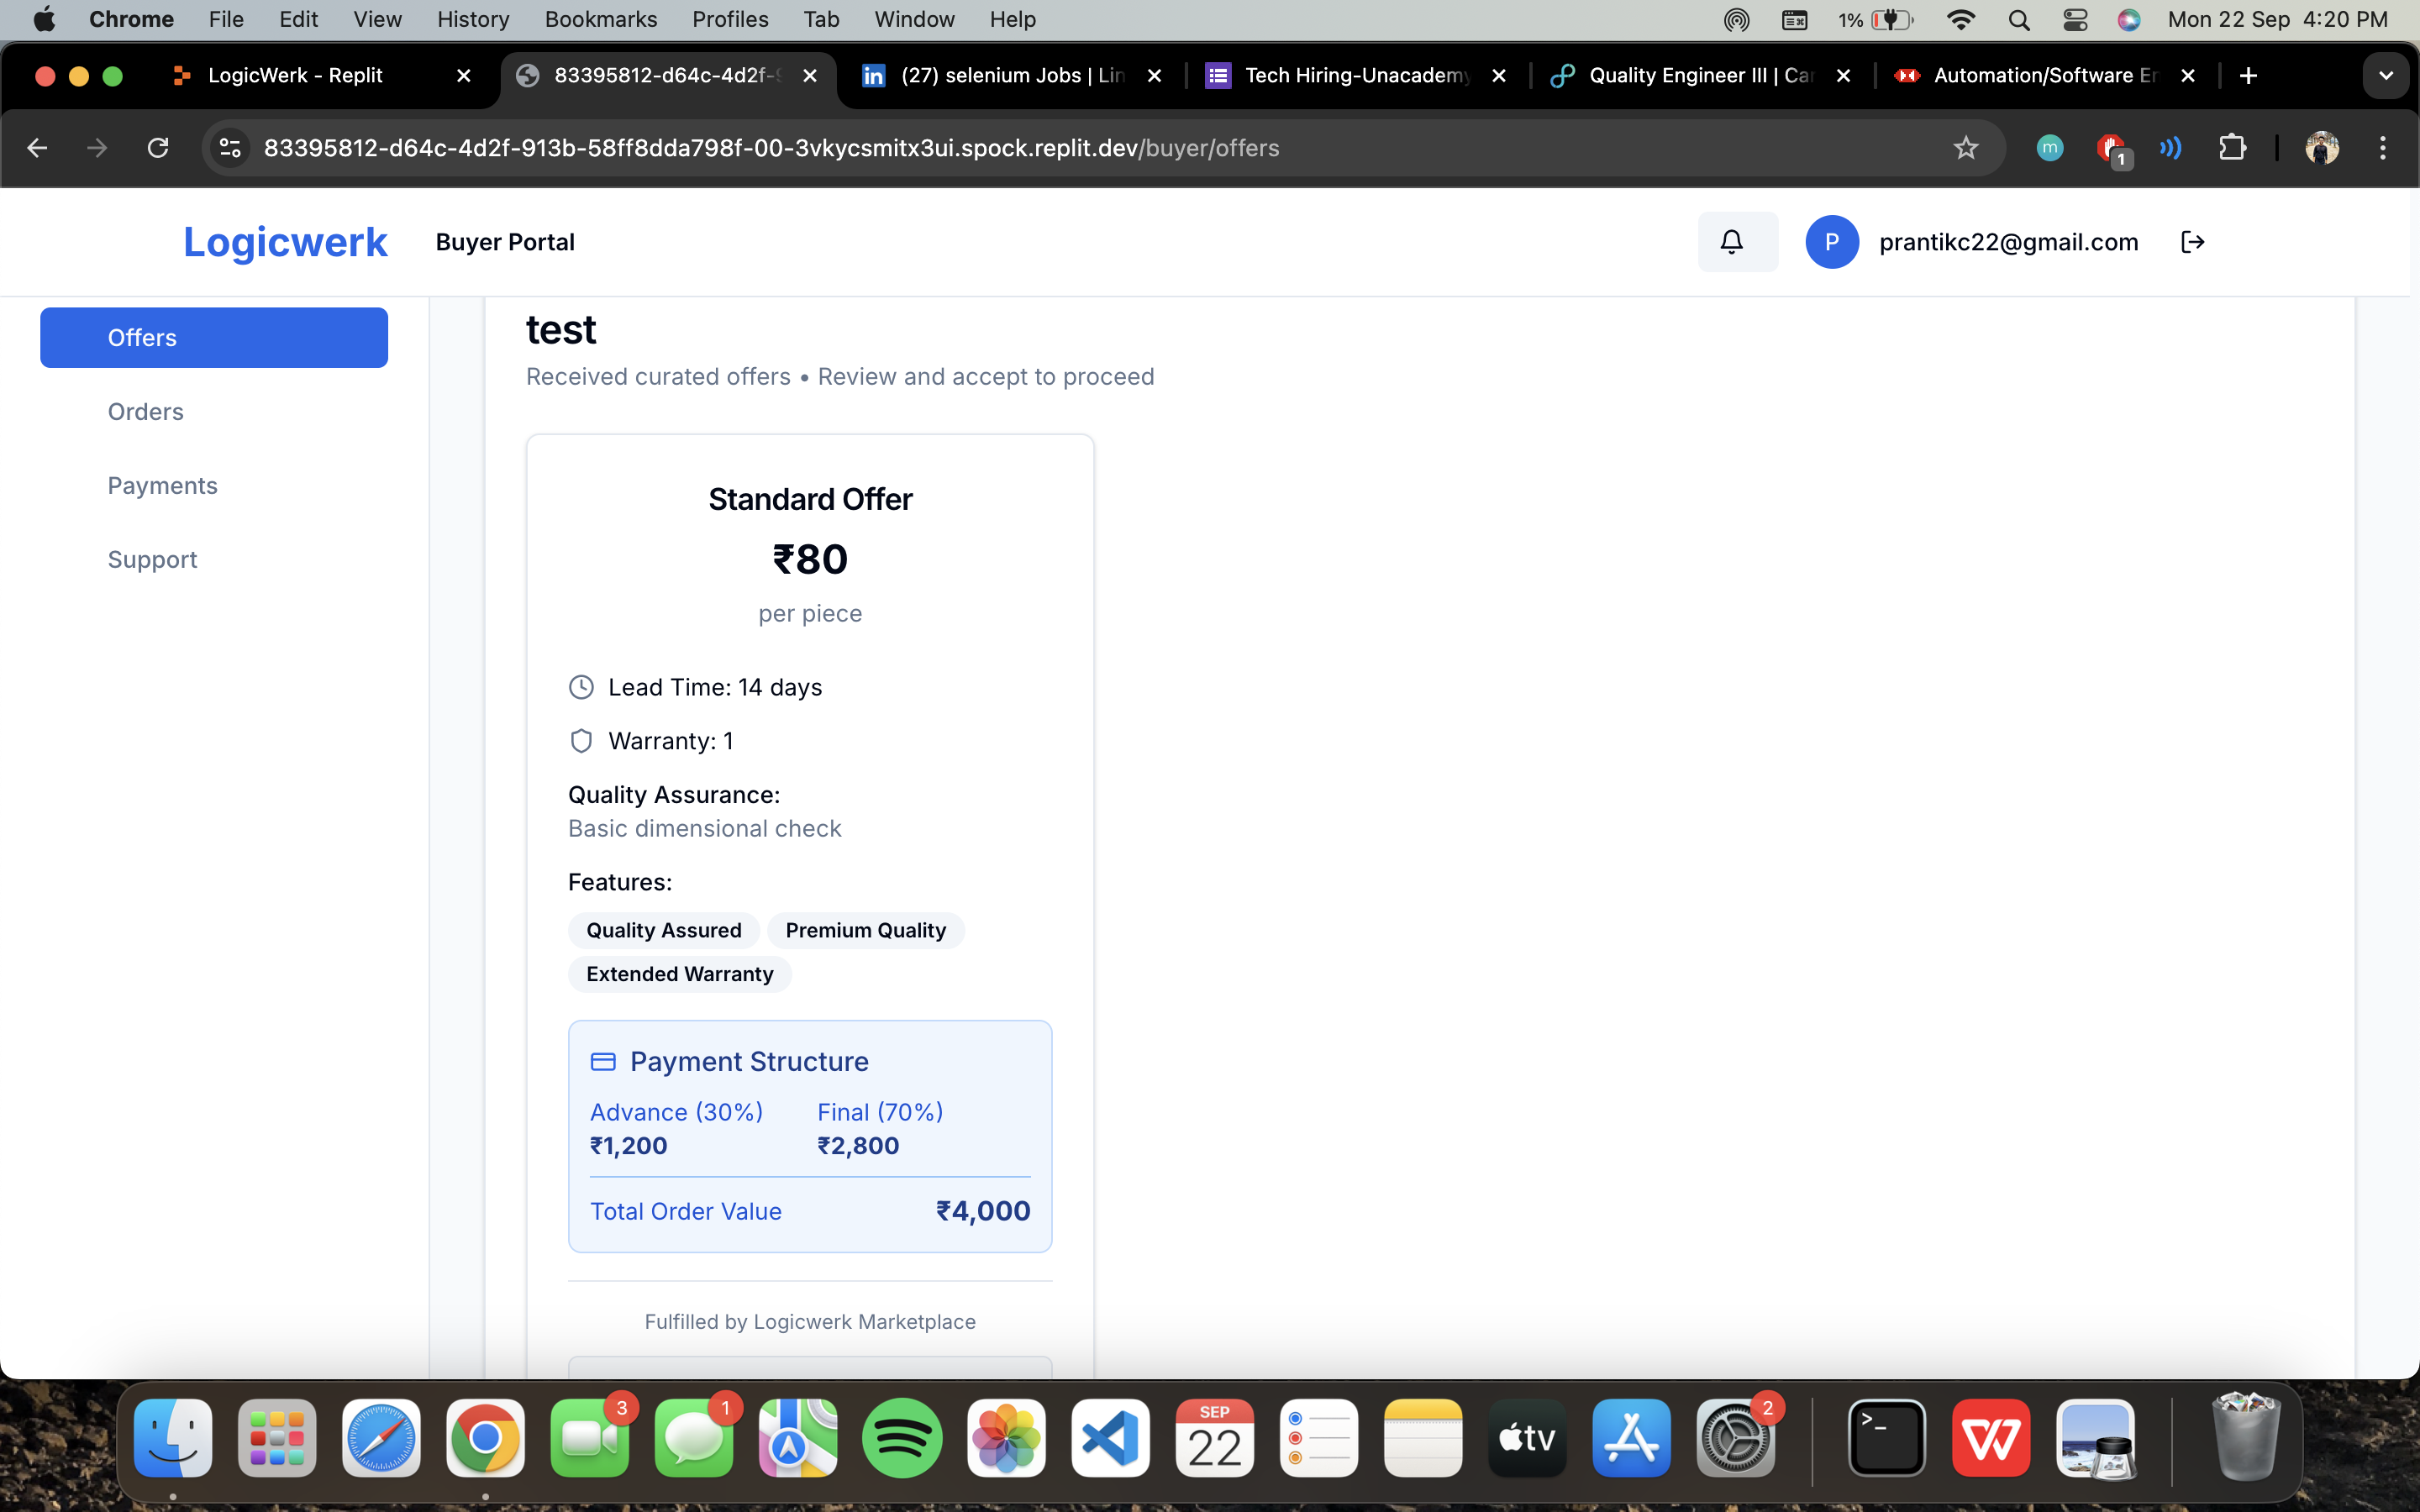 Chrome File Edit View History Bookmarks Profiles Tab Window Help 1% Mon 22 Sep 4:20 PM
LogicWerk - Replit 83395812-d64c-4d2f-9 (27) selenium Jobs | Lin Tech Hiring-Unacademy Quality Engineer III | Car Automation/Software En
83395812-d64c-4d2f-913b-58ff8dda798f-00-3vkycsmitx3ui.spock.replit.dev/buyer/offers m 1
Logicwerk Buyer Portal P prantikc22@gmail.com
Offers
Orders
Payments
Support
test
Received curated offers • Review and accept to proceed
Standard Offer
₹80
per piece
Lead Time: 14 days
Warranty: 1
Quality Assurance:
Basic dimensional check
Features:
Quality Assured Premium Quality
Extended Warranty
Payment Structure
Advance (30%) Final (70%)
₹1,200 ₹2,800
Total Order Value ₹4,000
Fulfilled by Logicwerk Marketplace
3 1 SEP 22 tv 2 >_ W